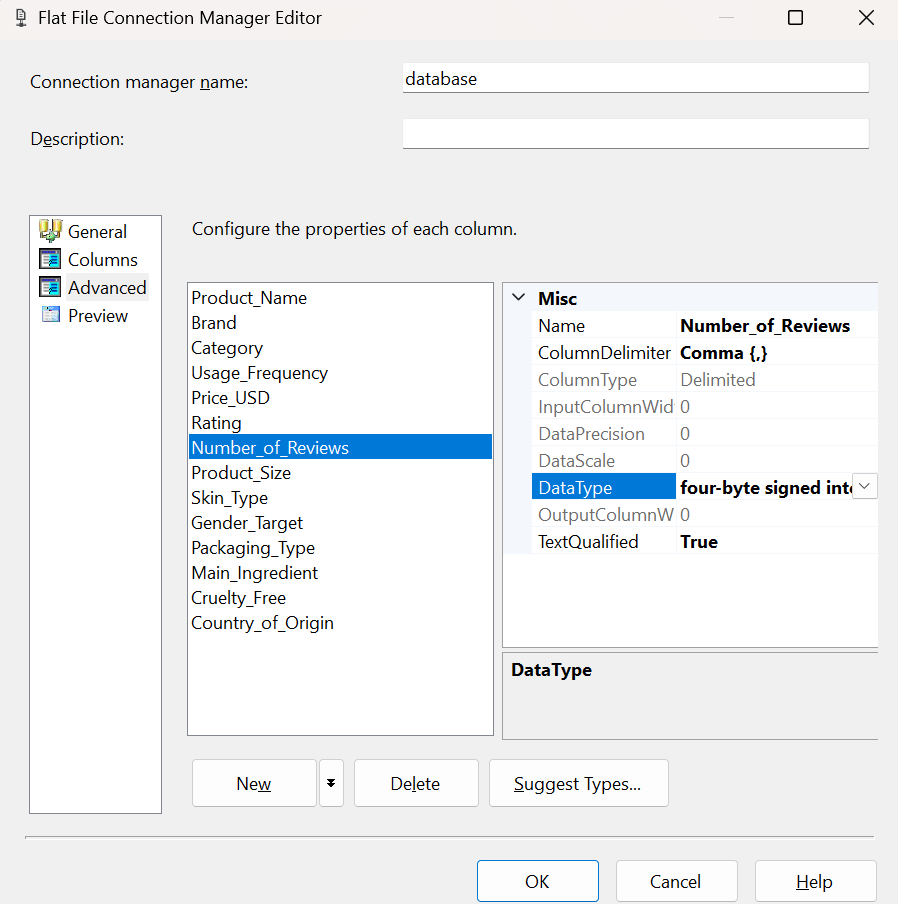 Flat File Connection Manager Editor
Connection manager name:
database
Description:
General
Columns
Advanced
Preview
Configure the properties of each column.
Product_Name
Brand
Category
Usage_Frequency
Price_USD
Rating
Number_of_Reviews
Product_Size
Skin_Type
Gender_Target
Packaging_Type
Main_Ingredient
Cruelty_Free
Country_of_Origin
Misc
Name Number_of_Reviews
ColumnDelimiter Comma {,}
ColumnType Delimited
InputColumnWid 0
DataPrecision 0
DataScale 0
DataType four-byte signed inte
OutputColumnW 0
TextQualified True
DataType
New
Delete
Suggest Types...
OK
Cancel
Help